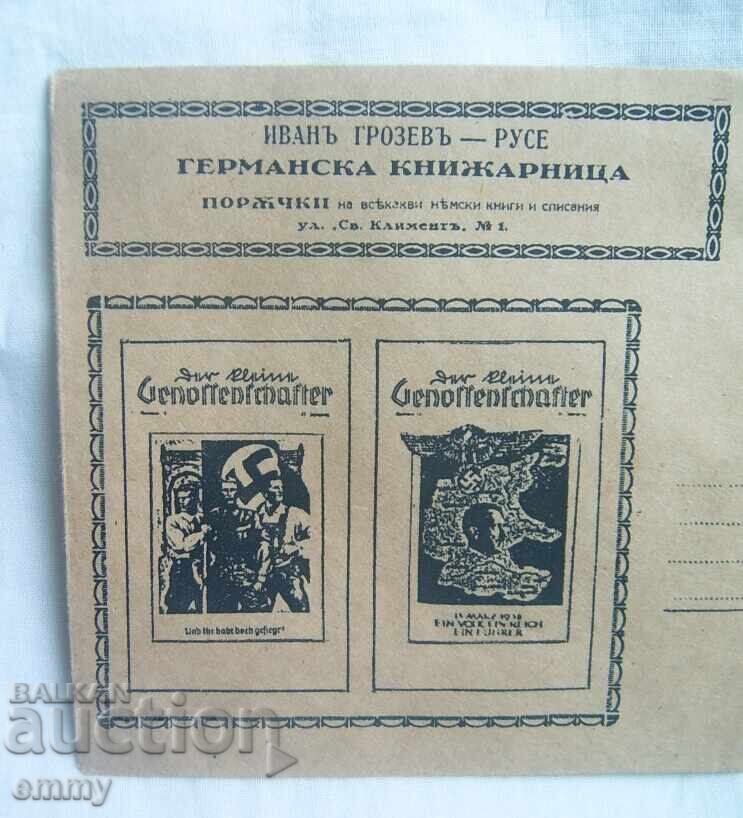 ИВАНЪ ГРОЗЕВЪ — РУСЕ
ГЕРМАНСКА КНИЖАРНИЦА
ПОРѪЧКИ на всѣкакви нѣмски книги и списания
ул. „Св. Климентъ„ № 1.
der kleine
Genossenschafter
Und Ihr habt doch gesiegt!
der kleine
Genossenschafter
13 MÄRZ 1938
EIN VOLK EIN REICH
EIN FÜHRER
BALKAN
auction
emmy